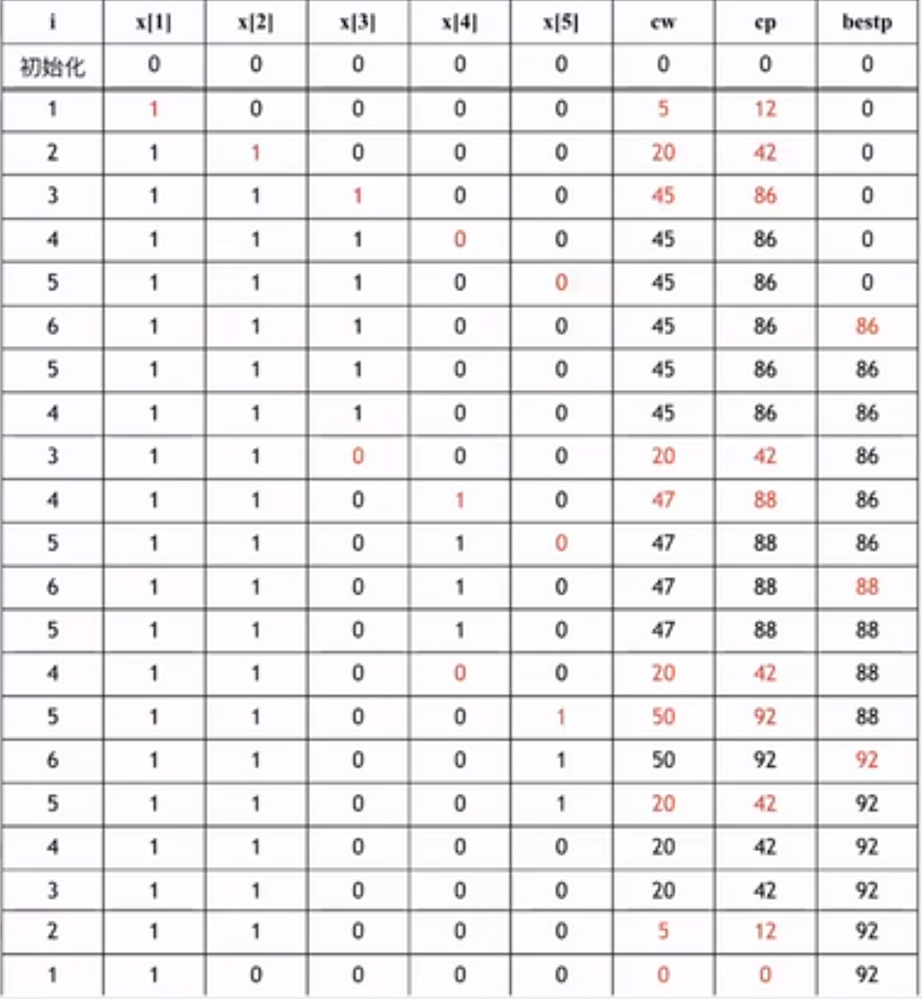 i x[1] x[2] x[3] x[4] x[5] cw cp bestp
初始化 0 0 0 0 0 0 0 0
1 1 0 0 0 0 5 12 0
2 1 1 0 0 0 20 42 0
3 1 1 1 0 0 45 86 0
4 1 1 1 0 0 45 86 0
5 1 1 1 0 0 45 86 0
6 1 1 1 0 0 45 86 86
5 1 1 1 0 0 45 86 86
4 1 1 1 0 0 45 86 86
3 1 1 0 0 0 20 42 86
4 1 1 0 1 0 47 88 86
5 1 1 0 1 0 47 88 86
6 1 1 0 1 0 47 88 88
5 1 1 0 1 0 47 88 88
4 1 1 0 0 0 20 42 88
5 1 1 0 0 1 50 92 88
6 1 1 0 0 1 50 92 92
5 1 1 0 0 1 20 42 92
4 1 1 0 0 0 20 42 92
3 1 1 0 0 0 20 42 92
2 1 1 0 0 0 5 12 92
1 1 0 0 0 0 0 0 92